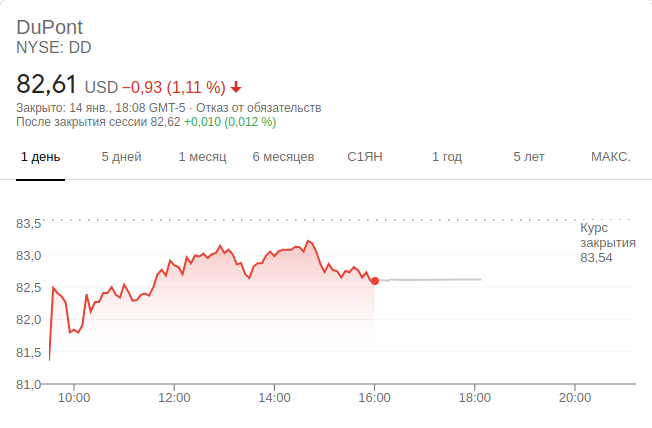 DuPont
NYSE: DD
82,61 USD −0,93 (1,11 %)
Закрыто: 14 янв., 18:08 GMT-5 · Отказ от обязательств
После закрытия сессии 82,62 +0,010 (0,012 %)
1 день 5 дней 1 месяц 6 месяцев С1ЯН 1 год 5 лет МАКС.
83,5
Курс
закрытия
83,54
83,0
82,5
82,0
81,5
81,0
10:00 12:00 14:00 16:00 18:00 20:00